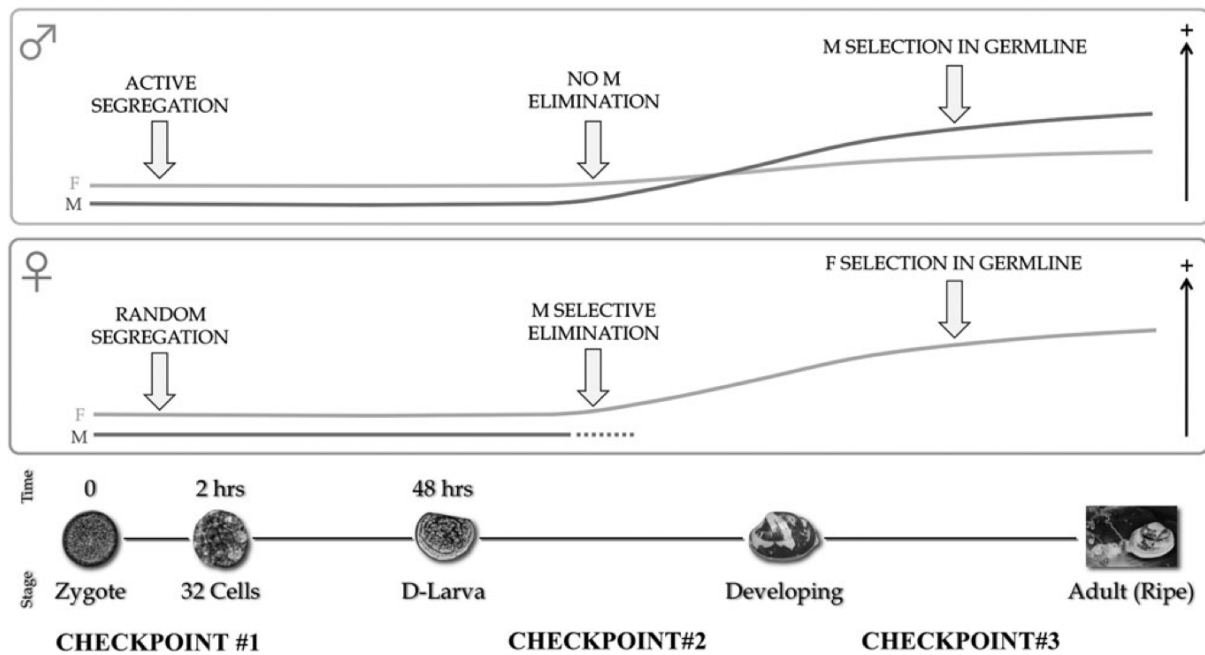 ♂
M SELECTION IN GERMLINE
+
ACTIVE
SEGREGATION
NO M
ELIMINATION
F
M
♀
F SELECTION IN GERMLINE
+
RANDOM
SEGREGATION
M SELECTIVE
ELIMINATION
F
M
Time
0 2 hrs 48 hrs
Stage
Zygote 32 Cells D-Larva Developing Adult (Ripe)
CHECKPOINT #1 CHECKPOINT#2 CHECKPOINT#3